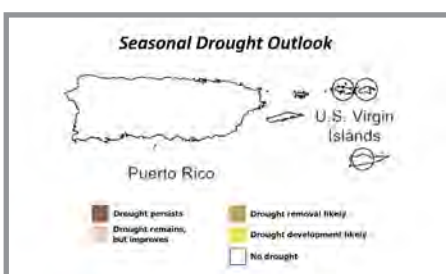 Seasonal Drought Outlook
U.S. Virgin
Islands
Puerto Rico
Drought persists
Drought remains,
but improves
Drought removal likely
Drought development likely
No drought